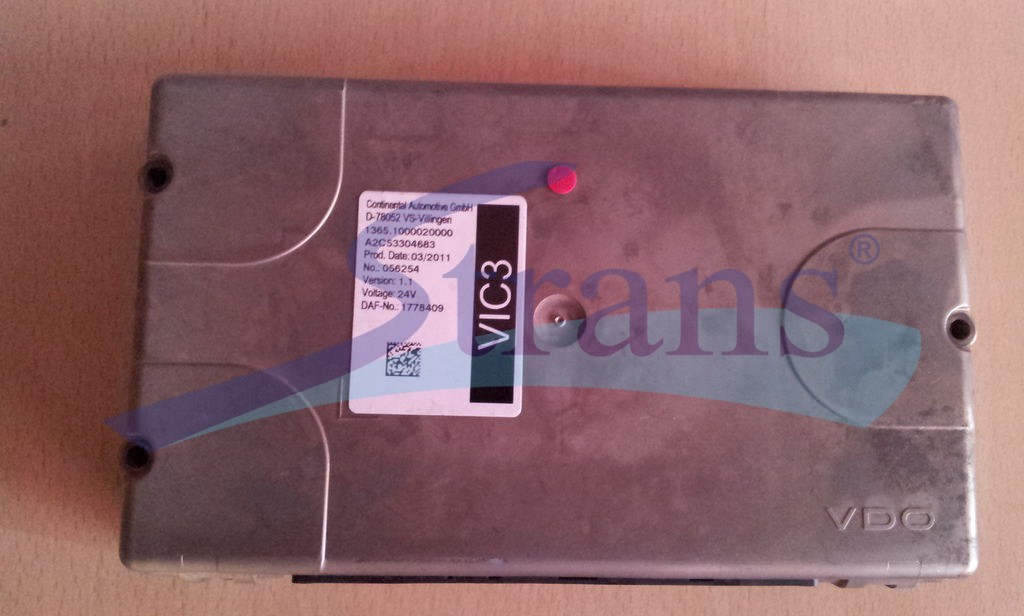 Continental Automotive GmbH
D-78052 VS-Villingen
1365.1000020000
A2C53304683
Prod. Date: 03/2011
No.: 056254
Version: 1.1
Voltage: 24V
DAF-No.: 1778409
VIC3
Strans®
VDO